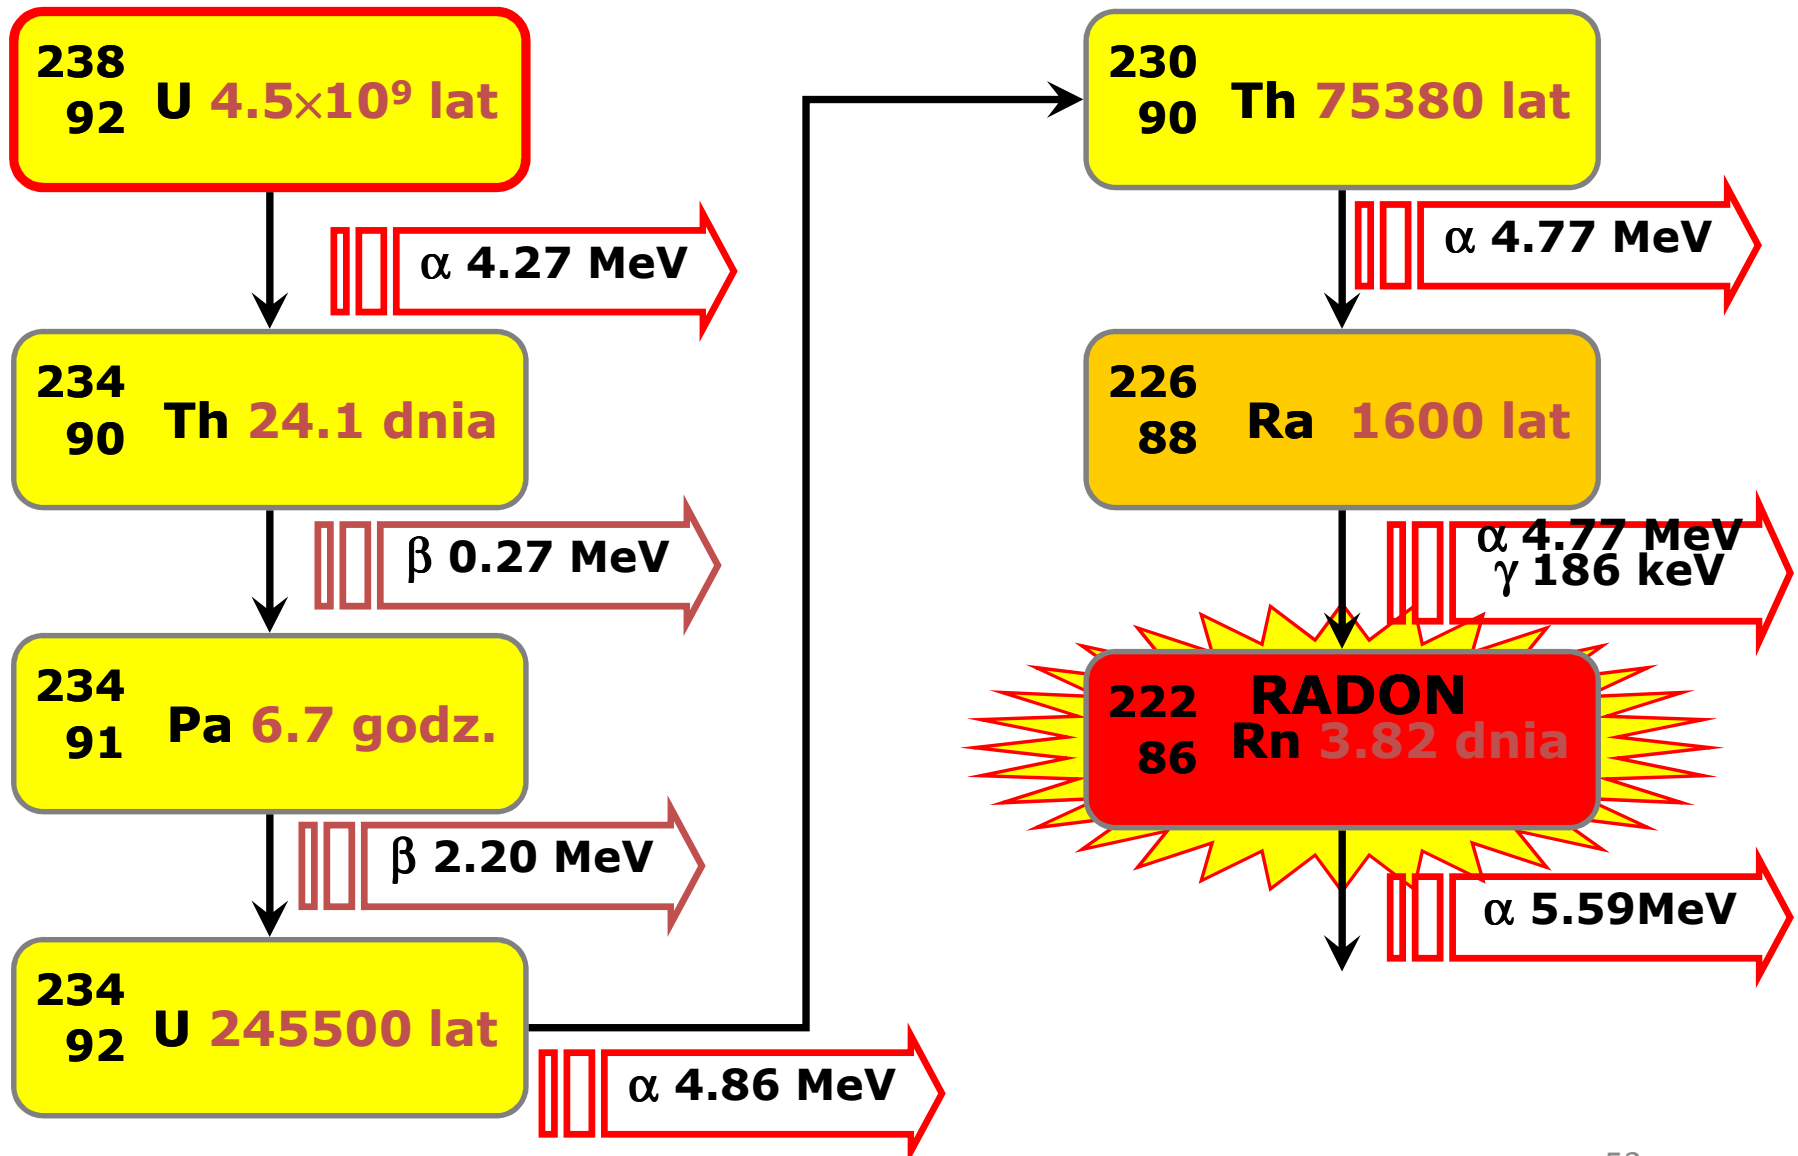 238
92 U 4.5×10⁹ lat
α 4.27 MeV
234
90 Th 24.1 dnia
β 0.27 MeV
234
91 Pa 6.7 godz.
β 2.20 MeV
234
92 U 245500 lat
α 4.86 MeV
230
90 Th 75380 lat
α 4.77 MeV
226
88 Ra 1600 lat
α 4.77 MeV
γ 186 keV
RADON
222
86 Rn 3.82 dnia
α 5.59MeV